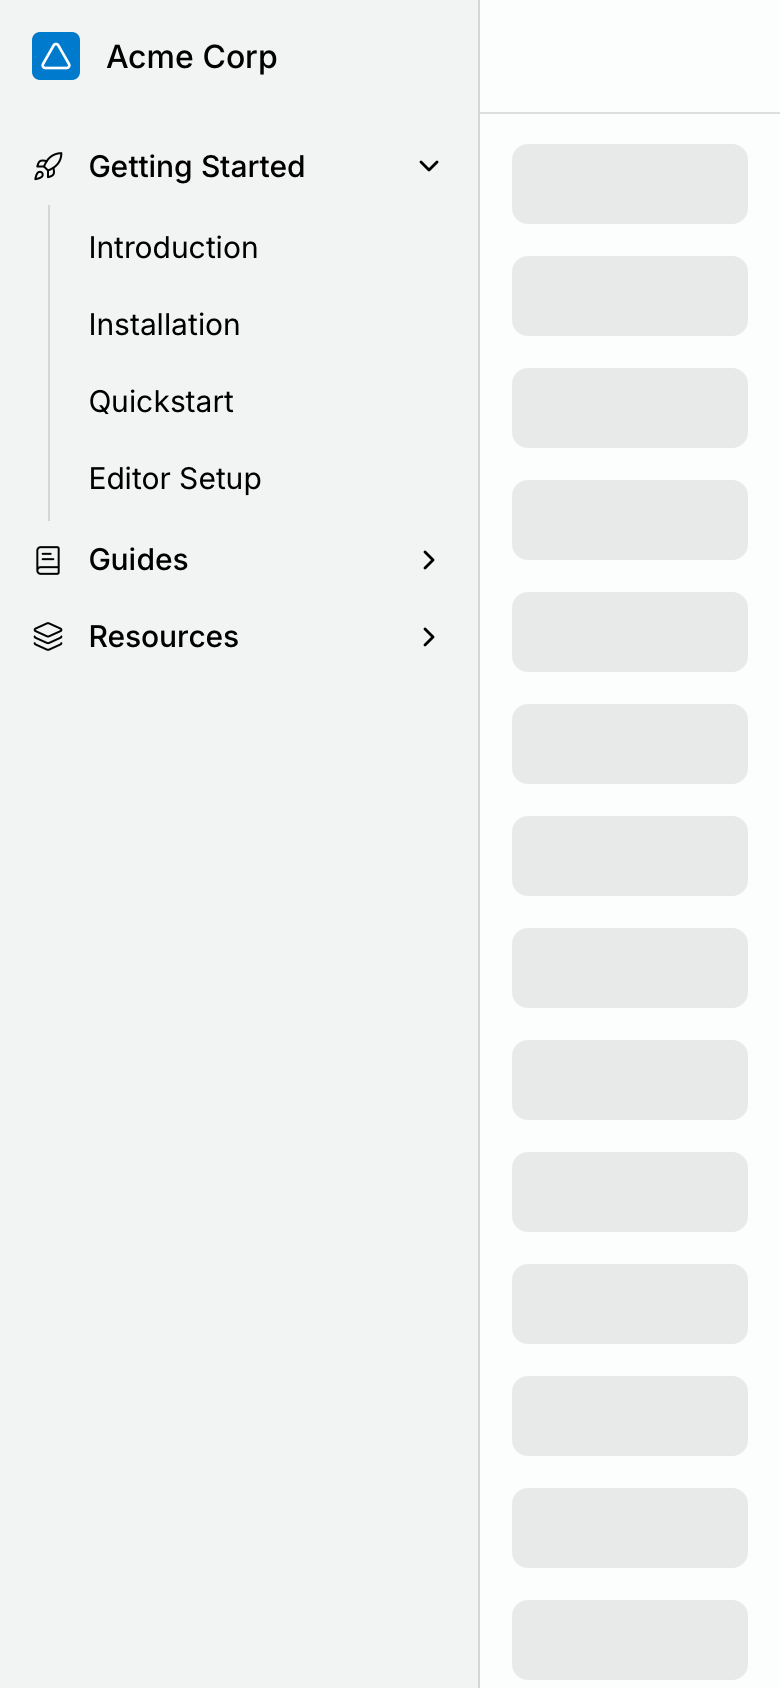 Acme Corp
Getting Started
Introduction
Installation
Quickstart
Editor Setup
Guides
Resources